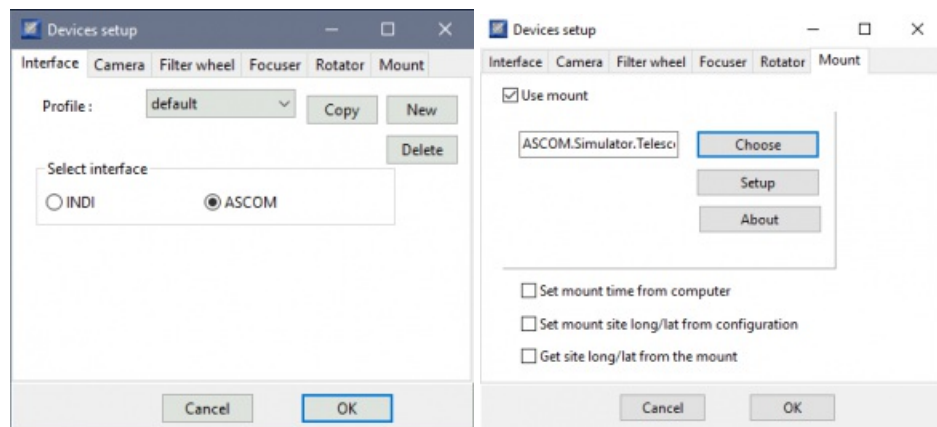 Devices setup
Interface Camera Filter wheel Focuser Rotator Mount
Profile :
default
Copy
New
Delete
Select interface
INDI
ASCOM
Cancel
OK
Devices setup
Interface Camera Filter wheel Focuser Rotator Mount
Use mount
ASCOM.Simulator.Telesc
Choose
Setup
About
Set mount time from computer
Set mount site long/lat from configuration
Get site long/lat from the mount
Cancel
OK